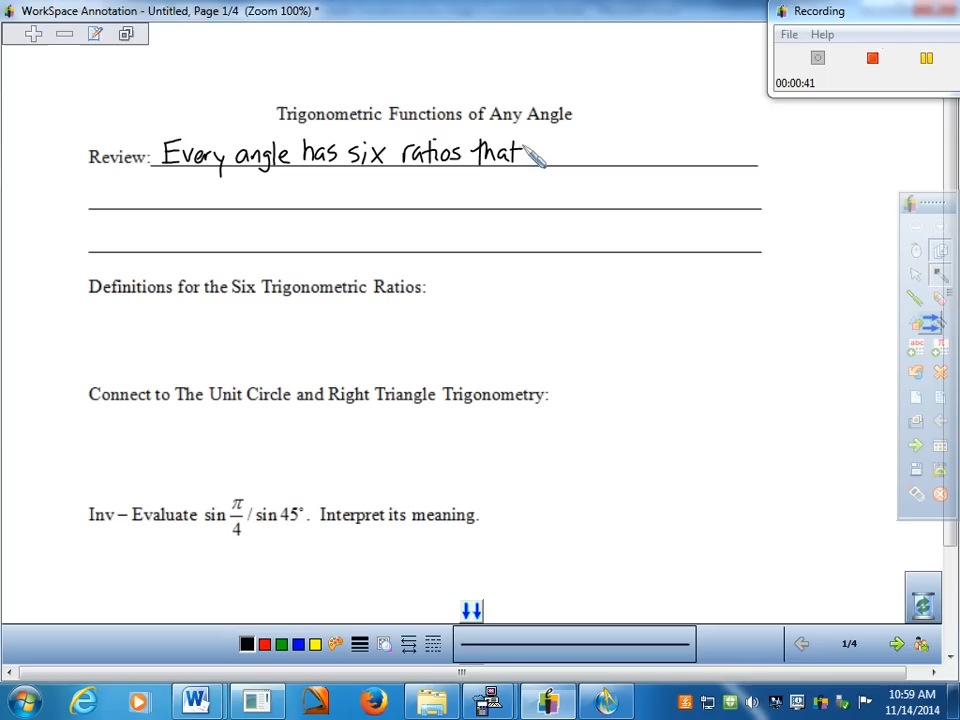 WorkSpace Annotation - Untitled, Page 1/4 (Zoom 100%) *
Recording
File Help
00:00:41
Trigonometric Functions of Any Angle
Review: Every angle has six ratios that
Definitions for the Six Trigonometric Ratios:
Connect to The Unit Circle and Right Triangle Trigonometry:
Inv – Evaluate sin π/4 / sin 45°. Interpret its meaning.
abc
π
1/4
10:59 AM
11/14/2014